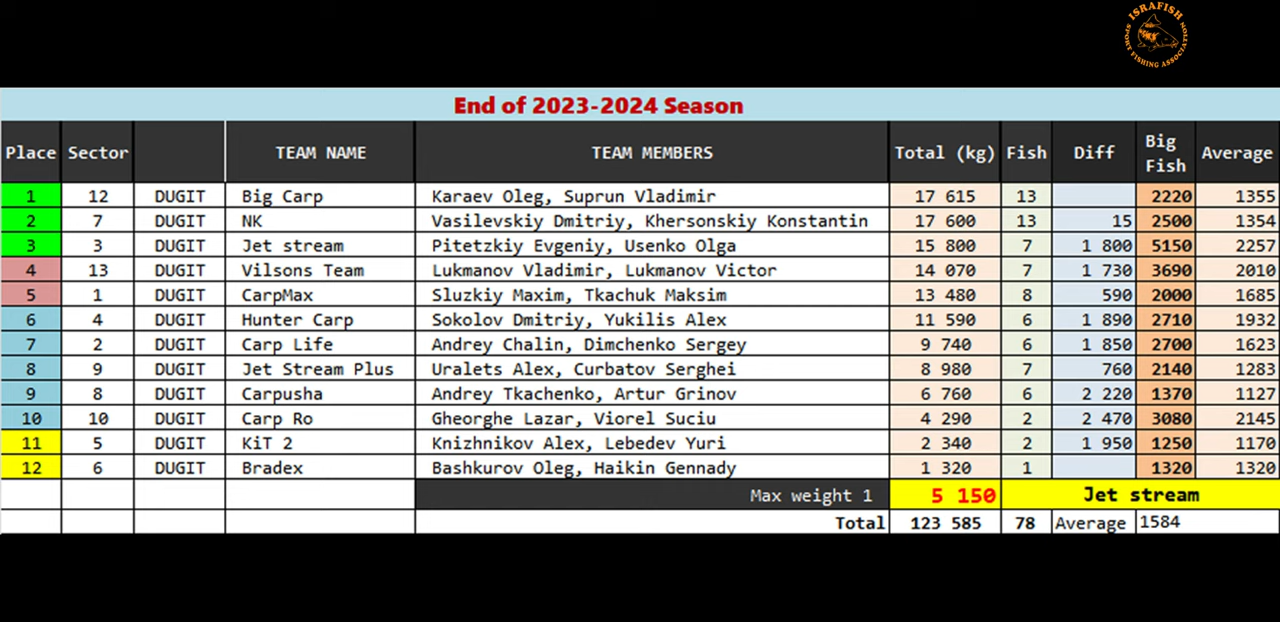 ISRAFISH
SPORT FISHING ASSOCIATION
End of 2023-2024 Season
Place Sector TEAM NAME TEAM MEMBERS Total (kg) Fish Diff Big Fish Average
1 12 DUGIT Big Carp Karaev Oleg, Suprun Vladimir 17 615 13 2220 1355
2 7 DUGIT NK Vasilevskiy Dmitriy, Khersonskiy Konstantin 17 600 13 15 2500 1354
3 3 DUGIT Jet stream Pitetzkiy Evgeniy, Usenko Olga 15 800 7 1 800 5150 2257
4 13 DUGIT Vilsons Team Lukmanov Vladimir, Lukmanov Victor 14 070 7 1 730 3690 2010
5 1 DUGIT CarpMax Sluzkiy Maxim, Tkachuk Maksim 13 480 8 590 2000 1685
6 4 DUGIT Hunter Carp Sokolov Dmitriy, Yukilis Alex 11 590 6 1 890 2710 1932
7 2 DUGIT Carp Life Andrey Chalin, Dimchenko Sergey 9 740 6 1 850 2700 1623
8 9 DUGIT Jet Stream Plus Uralets Alex, Curbatov Serghei 8 980 7 760 2140 1283
9 8 DUGIT Carpusha Andrey Tkachenko, Artur Grinov 6 760 6 2 220 1370 1127
10 10 DUGIT Carp Ro Gheorghe Lazar, Viorel Suciu 4 290 2 2 470 3080 2145
11 5 DUGIT KiT 2 Knizhnikov Alex, Lebedev Yuri 2 340 2 1 950 1250 1170
12 6 DUGIT Bradex Bashkurov Oleg, Haikin Gennady 1 320 1 1320 1320
Max weight 1 5 150 Jet stream
Total 123 585 78 Average 1584